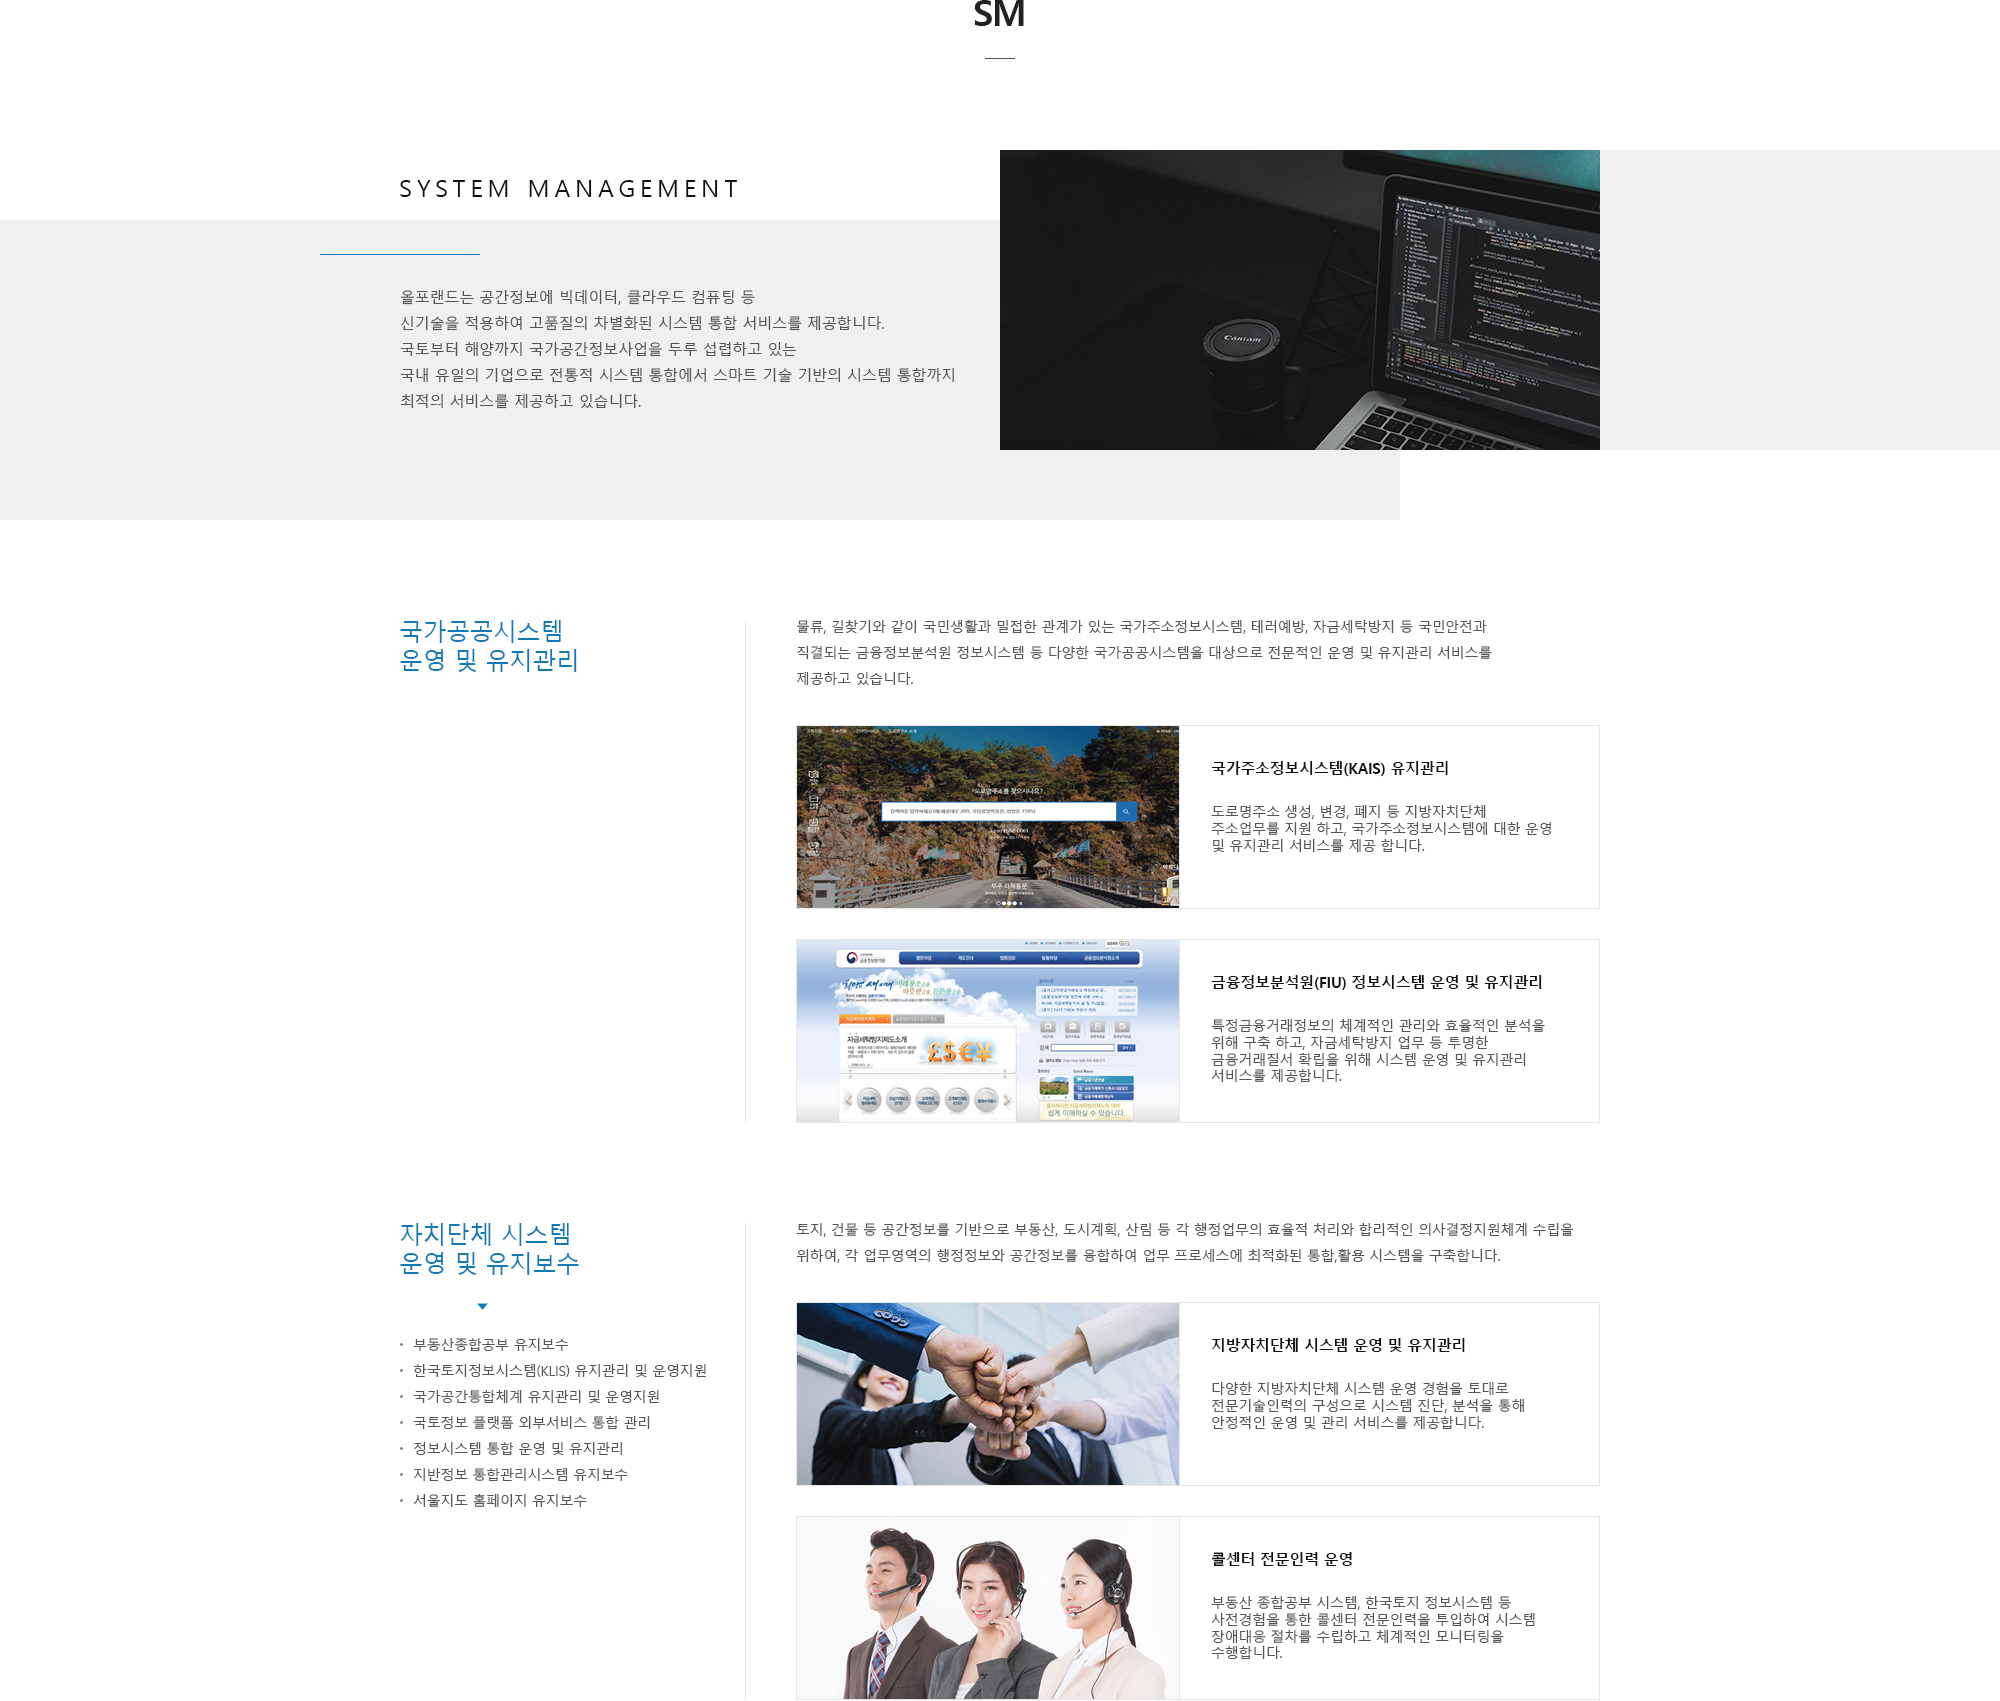 SM
SYSTEM MANAGEMENT
올포랜드는 공간정보에 빅데이터, 클라우드 컴퓨팅 등
신기술을 적용하여 고품질의 차별화된 시스템 통합 서비스를 제공합니다.
국토부터 해양까지 국가공간정보사업을 두루 섭렵하고 있는
국내 유일의 기업으로 전통적 시스템 통합에서 스마트 기술 기반의 시스템 통합까지
최적의 서비스를 제공하고 있습니다.
Caniam
국가공공시스템
운영 및 유지관리
물류, 길찾기와 같이 국민생활과 밀접한 관계가 있는 국가주소정보시스템, 테러예방, 자금세탁방지 등 국민안전과
직결되는 금융정보분석원 정보시스템 등 다양한 국가공공시스템을 대상으로 전문적인 운영 및 유지관리 서비스를
제공하고 있습니다.
도로명주소를 찾으시나요?
무주 라제통문
국가주소정보시스템(KAIS) 유지관리
도로명주소 생성, 변경, 폐지 등 지방자치단체
주소업무를 지원 하고, 국가주소정보시스템에 대한 운영
및 유지관리 서비스를 제공 합니다.
금융정보분석원
자금세탁방지제도소개
£$€¥
검색
쉽게 이해하실 수 있습니다.
금융정보분석원(FIU) 정보시스템 운영 및 유지관리
특정금융거래정보의 체계적인 관리와 효율적인 분석을
위해 구축 하고, 자금세탁방지 업무 등 투명한
금융거래질서 확립을 위해 시스템 운영 및 유지관리
서비스를 제공합니다.
자치단체 시스템
운영 및 유지보수
부동산종합공부 유지보수
한국토지정보시스템(KLIS) 유지관리 및 운영지원
국가공간통합체계 유지관리 및 운영지원
국토정보 플랫폼 외부서비스 통합 관리
정보시스템 통합 운영 및 유지관리
지반정보 통합관리시스템 유지보수
서울지도 홈페이지 유지보수
토지, 건물 등 공간정보를 기반으로 부동산, 도시계획, 산림 등 각 행정업무의 효율적 처리와 합리적인 의사결정지원체계 수립을
위하여, 각 업무영역의 행정정보와 공간정보를 융합하여 업무 프로세스에 최적화된 통합,활용 시스템을 구축합니다.
지방자치단체 시스템 운영 및 유지관리
다양한 지방자치단체 시스템 운영 경험을 토대로
전문기술인력의 구성으로 시스템 진단, 분석을 통해
안정적인 운영 및 관리 서비스를 제공합니다.
콜센터 전문인력 운영
부동산 종합공부 시스템, 한국토지 정보시스템 등
사전경험을 통한 콜센터 전문인력을 투입하여 시스템
장애대응 절차를 수립하고 체계적인 모니터링을
수행합니다.